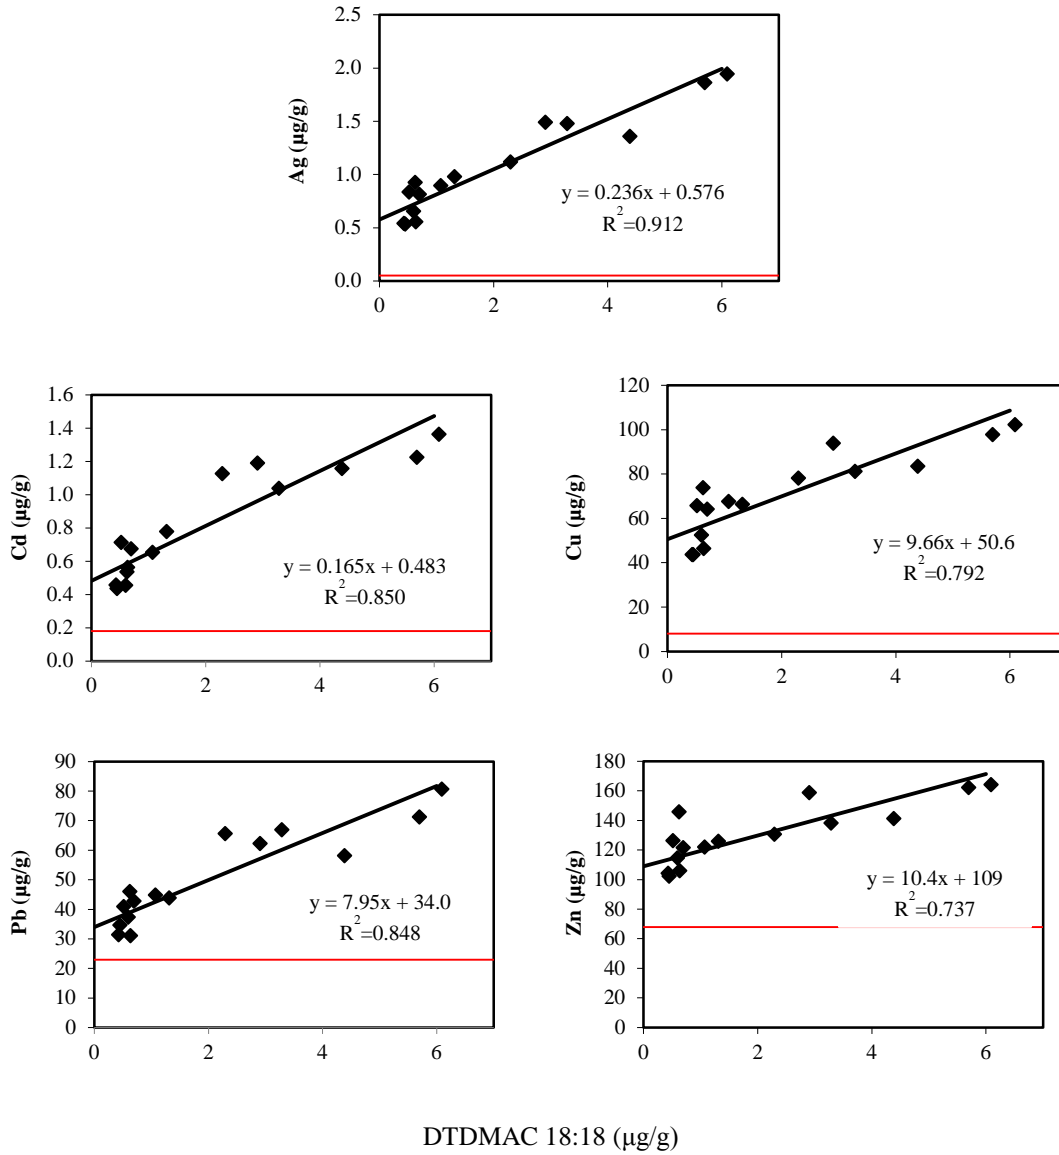 2.5
2.0
1.5
1.0
0.5
0.0
Ag (µg/g)
y = 0.236x + 0.576
R²=0.912
0 2 4 6
1.6
1.4
1.2
1.0
0.8
0.6
0.4
0.2
0.0
Cd (µg/g)
y = 0.165x + 0.483
R²=0.850
0 2 4 6
120
100
80
60
40
20
0
Cu (µg/g)
y = 9.66x + 50.6
R²=0.792
0 2 4 6
90
80
70
60
50
40
30
20
10
0
Pb (µg/g)
y = 7.95x + 34.0
R²=0.848
0 2 4 6
180
160
140
120
100
80
60
40
20
0
Zn (µg/g)
y = 10.4x + 109
R²=0.737
0 2 4 6
DTDMAC 18:18 (µg/g)